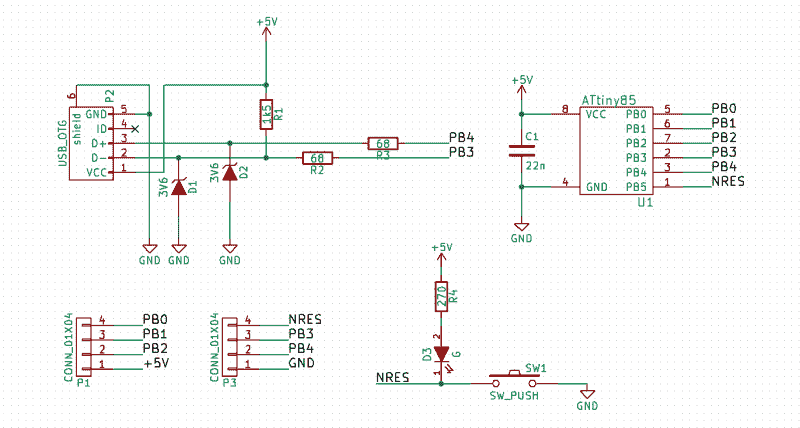 +5V
6
P2
USB_OTG
shield
GND 5
ID 4
D+ 3
D- 2
VCC 1
1k5
R1
68
R3
68
R2
PB4
PB3
3V6
D1
3V6
D2
GND
GND
GND
+5V
C1
22n
GND
ATtiny85
8 VCC
4 GND
PB0 5 PB0
PB1 6 PB1
PB2 7 PB2
PB3 2 PB3
PB4 3 PB4
PB5 1 NRES
U1
CONN_01X04
4 PB0
3 PB1
2 PB2
1 +5V
P1
CONN_01X04
4 NRES
3 PB3
2 PB4
1 GND
P3
+5V
270
R4
2
D3
G
1
NRES
SW1
SW_PUSH
GND